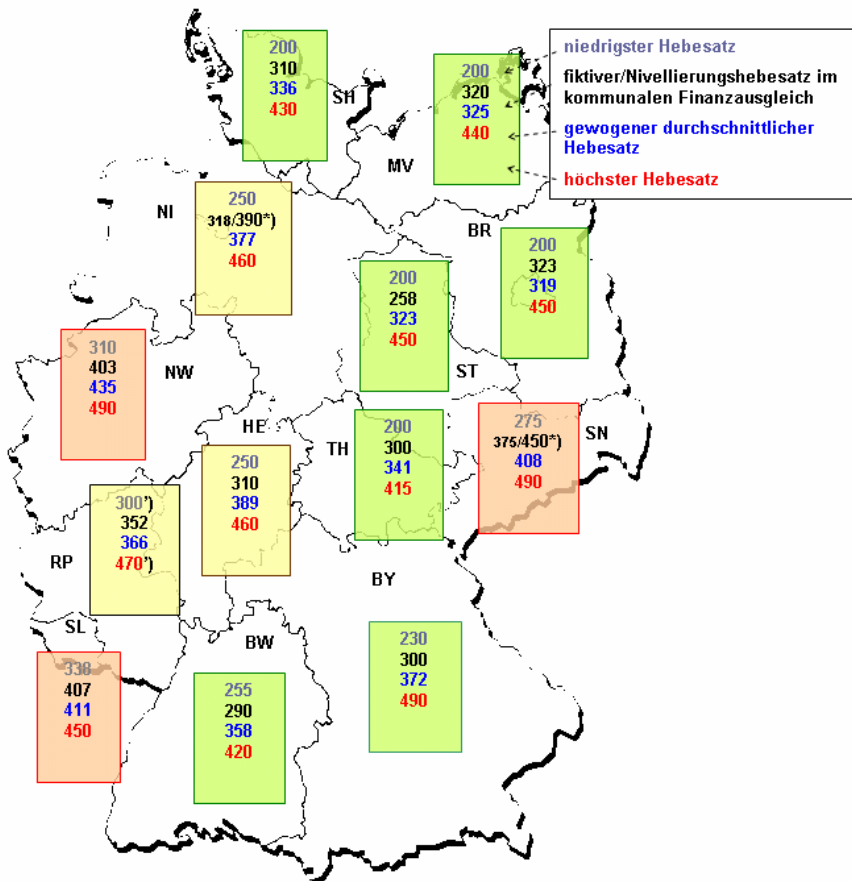 200
310
336
430
SH
200
320
325
440
MV
niedrigster Hebesatz
fiktiver/Nivellierungshebesatz im
kommunalen Finanzausgleich
gewogener durchschnittlicher
Hebesatz
höchster Hebesatz
NI
250
318/390*)
377
460
BR
200
323
319
450
200
258
323
450
ST
310
403
435
490
NW
HE
250
310
389
460
TH
200
300
341
415
275
375/450*)
408
490
SN
300')
352
366
470')
RP
BY
SL
338
407
411
450
BW
255
290
358
420
230
300
372
490